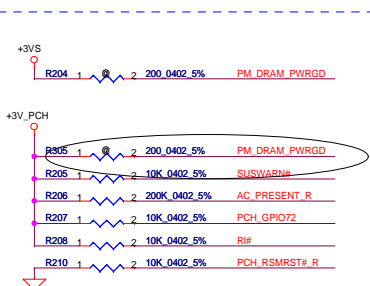 +3VS
R204 1 @ 2 200_0402_5% PM_DRAM_PWRGD
+3V_PCH
R305 1 @ 2 200_0402_5% PM_DRAM_PWRGD
R205 1 2 10K_0402_5% SUSWARN#
R206 1 2 200K_0402_5% AC_PRESENT_R
R207 1 2 10K_0402_5% PCH_GPIO72
R208 1 2 10K_0402_5% RI#
R210 1 2 10K_0402_5% PCH_RSMRST#_R